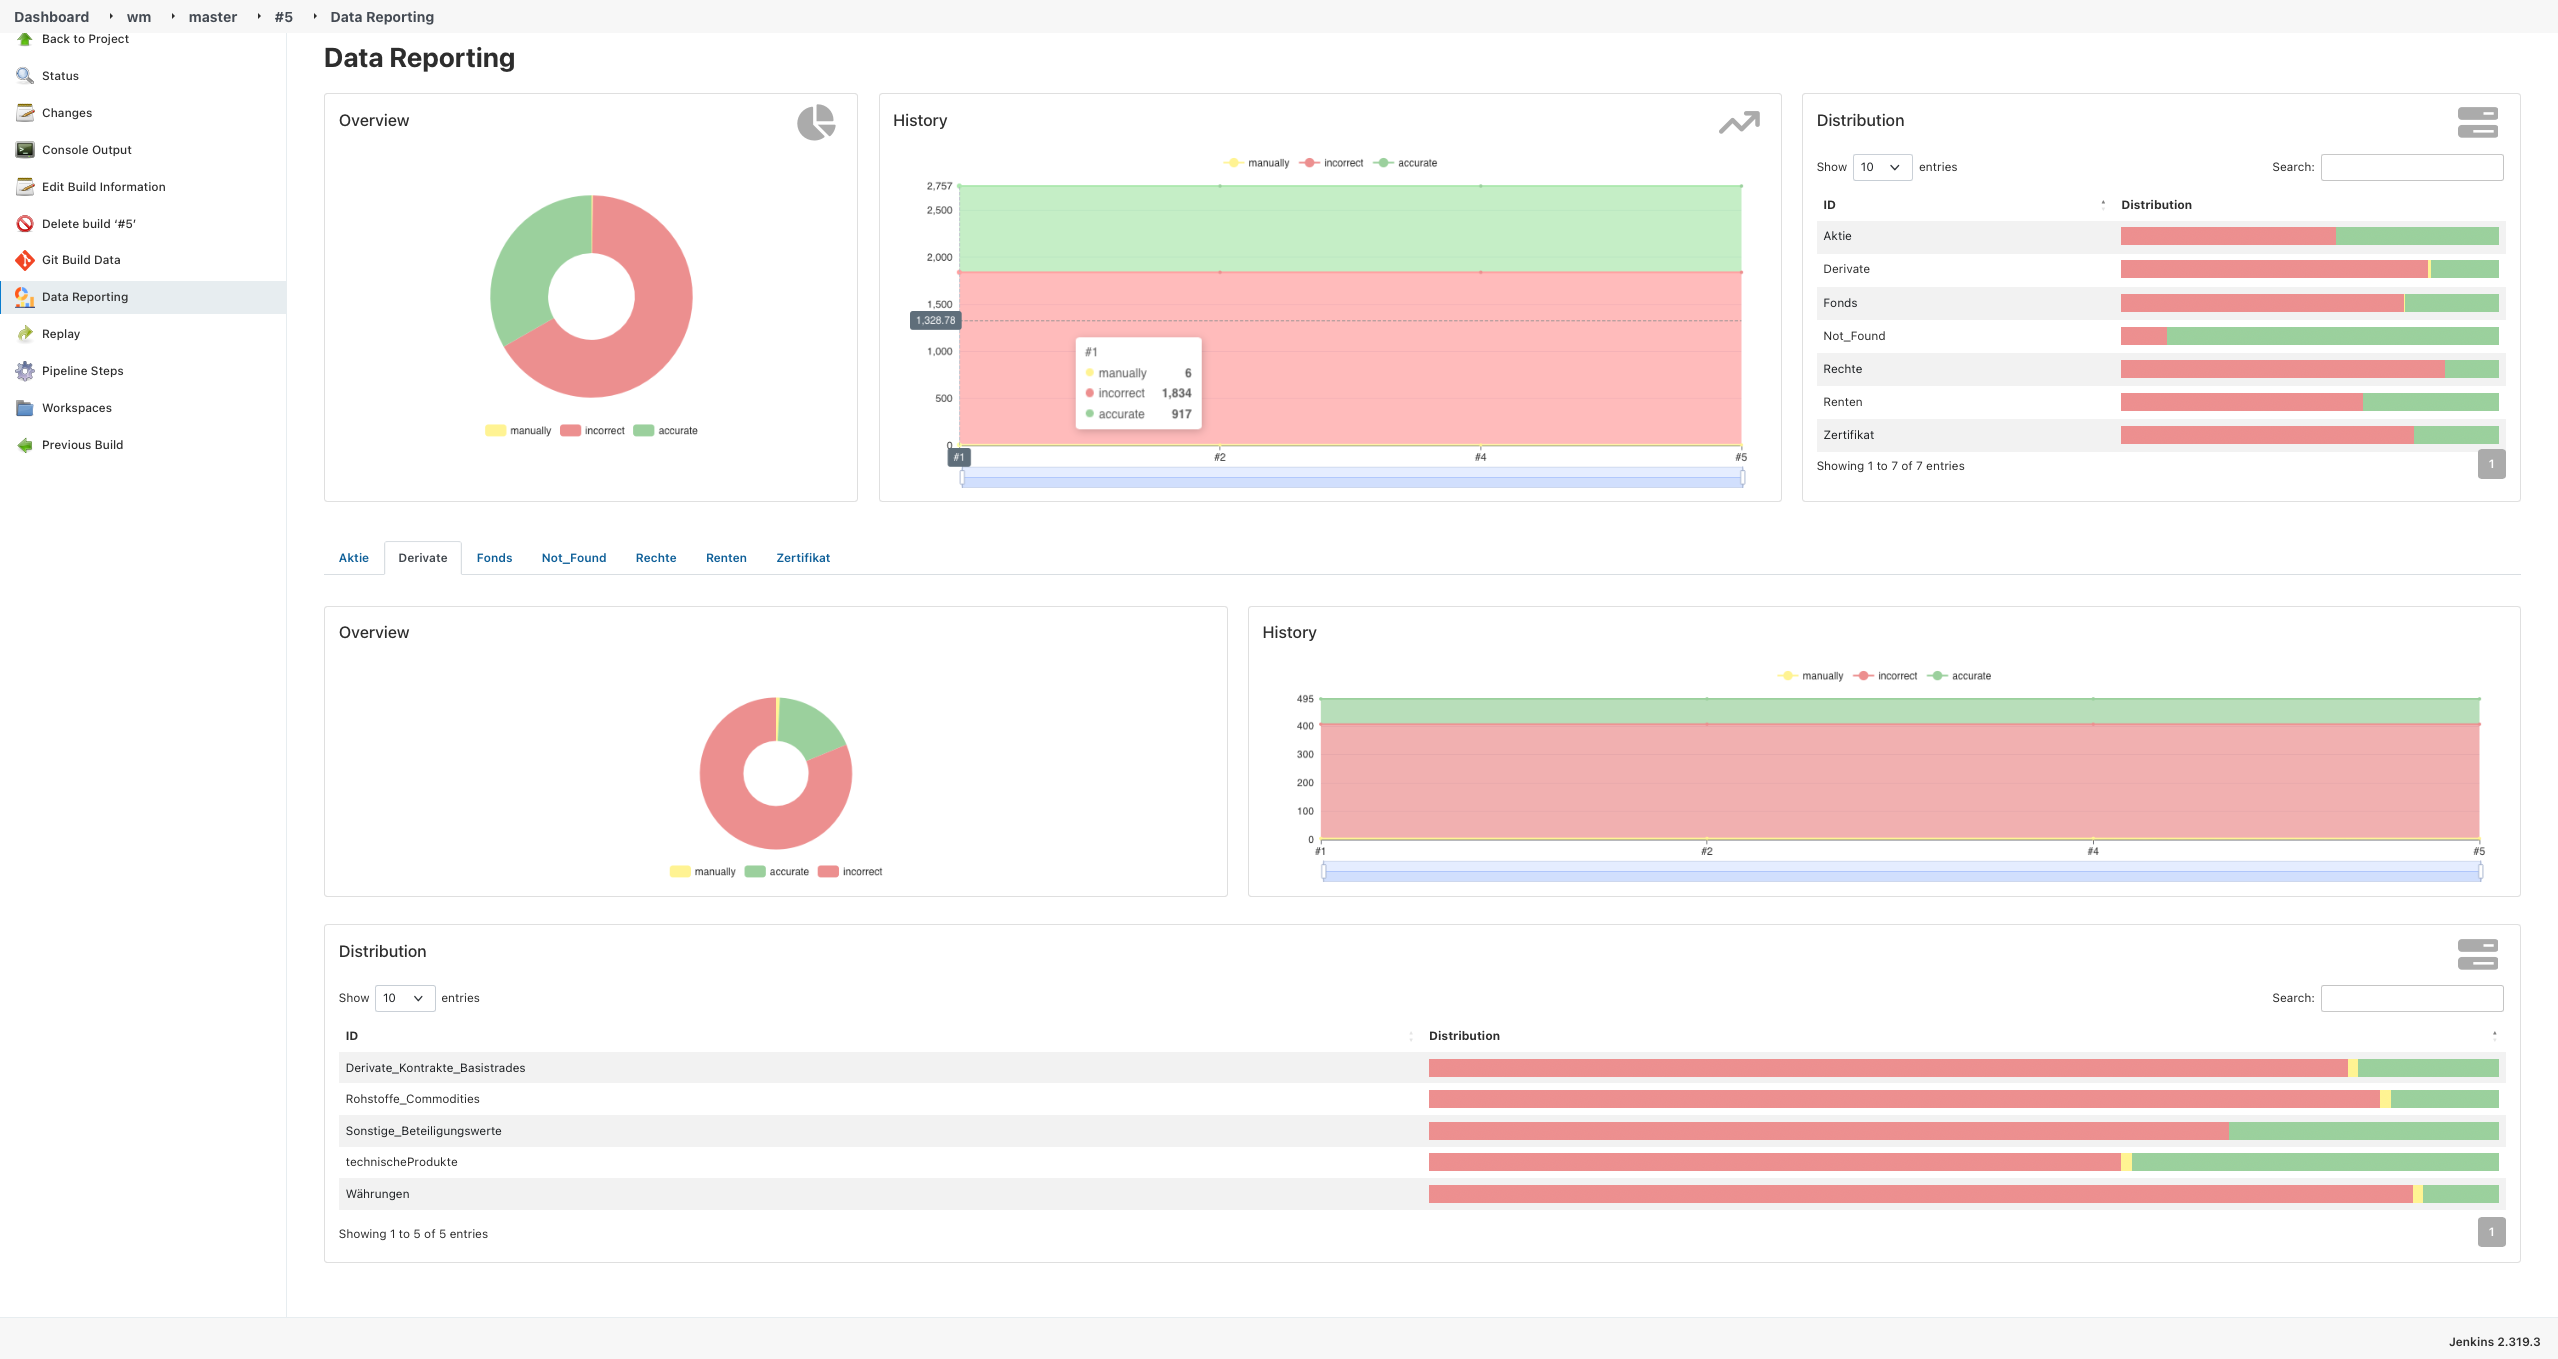 Dashboard wm master #5 Data Reporting
Back to Project
Status
Changes
Console Output
Edit Build Information
Delete build ‘#5’
Git Build Data
Data Reporting
Replay
Pipeline Steps
Workspaces
Previous Build
Data Reporting
Overview
manually incorrect accurate
History
manually incorrect accurate
2,757
2,500
2,000
1,500
1,328.78
1,000
500
0
#1
manually 6
incorrect 1,834
accurate 917
#1 #2 #4 #5
Distribution
Show 10 entries Search:
ID Distribution
Aktie
Derivate
Fonds
Not_Found
Rechte
Renten
Zertifikat
Showing 1 to 7 of 7 entries 1
Aktie Derivate Fonds Not_Found Rechte Renten Zertifikat
Overview
manually accurate incorrect
History
manually incorrect accurate
495
400
300
200
100
0
#1 #2 #4 #5
Distribution
Show 10 entries Search:
ID Distribution
Derivate_Kontrakte_Basistrades
Rohstoffe_Commodities
Sonstige_Beteiligungswerte
technischeProdukte
Währungen
Showing 1 to 5 of 5 entries 1
Jenkins 2.319.3